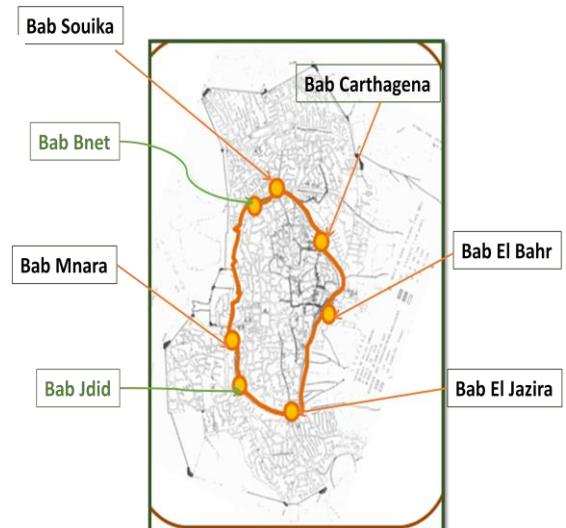 Bab Souika
Bab Carthagena
Bab Bnet
Bab El Bahr
Bab Mnara
Bab Jdid
Bab El Jazira